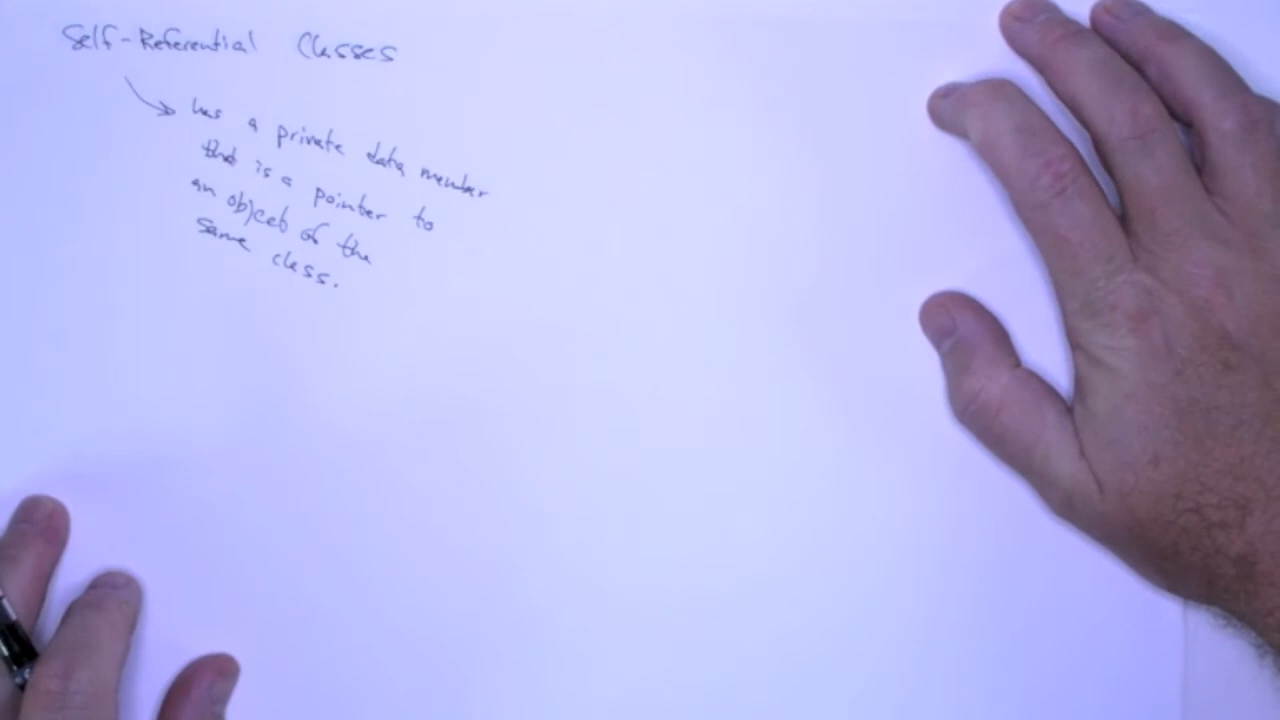 Self-Referential Classes
has a private data member
that is a pointer to
an object of the
same class.